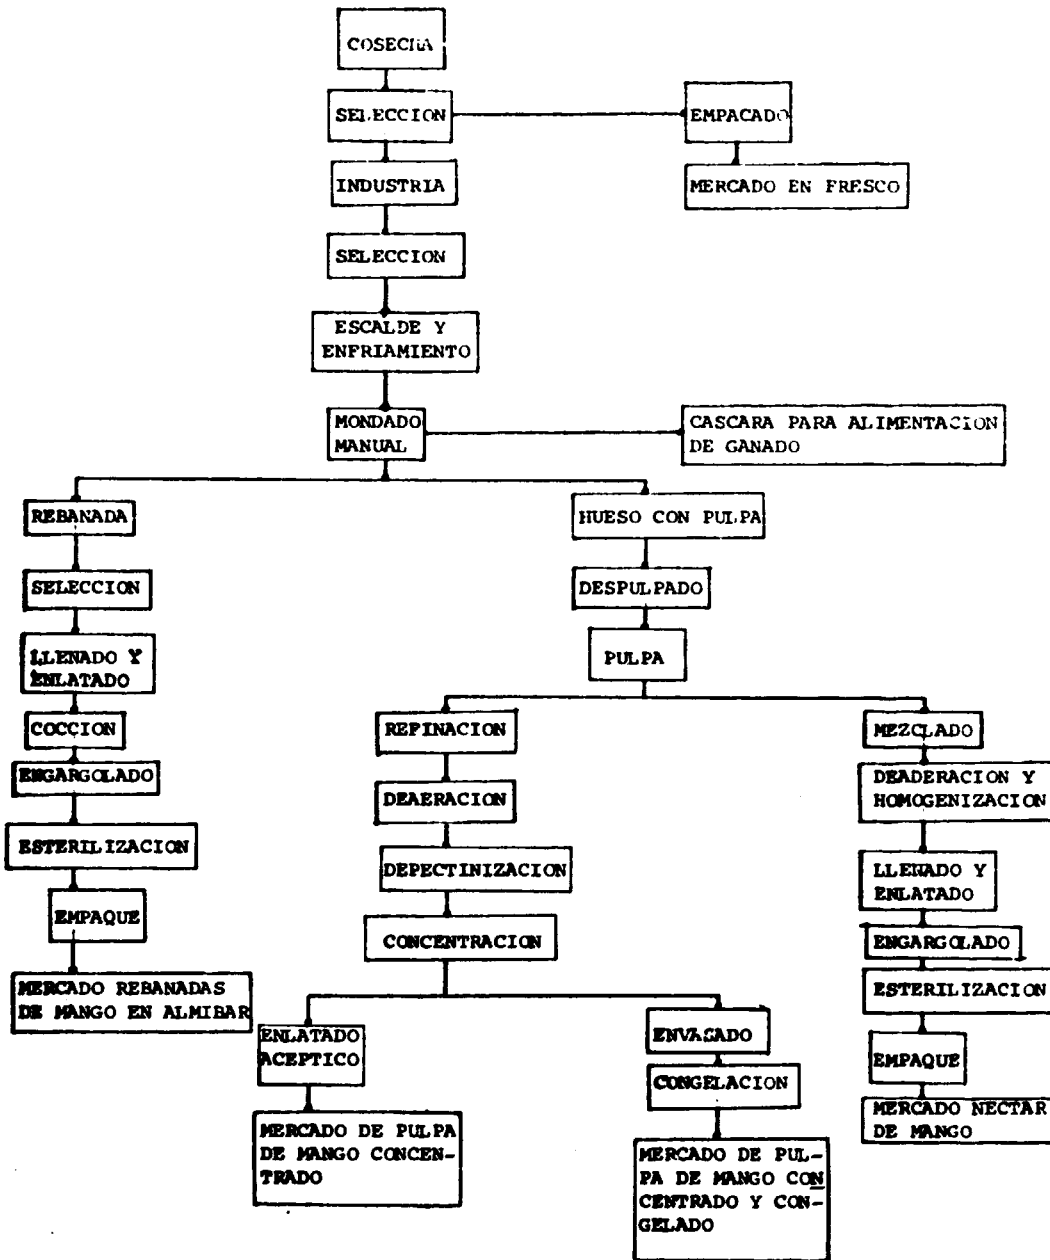 COSECHA
SELECCION
EMPACADO
INDUSTRIA
MERCADO EN FRESCO
SELECCION
ESCALDE Y
ENFRIAMIENTO
MONDADO
MANUAL
CASCARA PARA ALIMENTACION
DE GANADO
REBANADA
SELECCION
LLENADO Y
ENLATADO
COCCION
ENGARGOLADO
ESTERILIZACION
EMPAQUE
MERCADO REBANADAS
DE MANGO EN ALMIBAR
HUESO CON PULPA
DESPULPADO
PULPA
REFINACION
DEAERACION
DEPECTINIZACION
CONCENTRACION
ENLATADO
ACEPTICO
MERCADO DE PULPA
DE MANGO CONCEN-
TRADO
ENVASADO
CONGELACION
MERCADO DE PUL-
PA DE MANGO CON
CENTRADO Y CON-
GELADO
MEZCLADO
DEADERACION Y
HOMOGENIZACION
LLENADO Y
ENLATADO
ENGARGOLADO
ESTERILIZACION
EMPAQUE
MERCADO NECTAR
DE MANGO